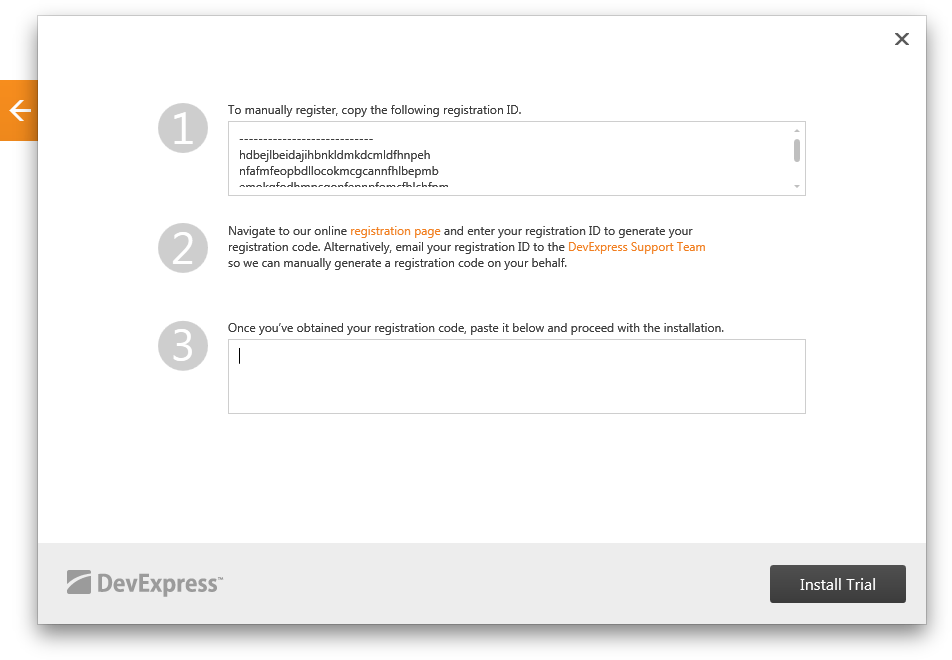 1
To manually register, copy the following registration ID.
----------------------------
hdbejlbeidajihbnkldmkdcmldfhnpeh
nfafmfeopbdllocokmcgcannfhlbepmb
2
Navigate to our online registration page and enter your registration ID to generate your
registration code. Alternatively, email your registration ID to the DevExpress Support Team
so we can manually generate a registration code on your behalf.
3
Once you've obtained your registration code, paste it below and proceed with the installation.
DevExpress™
Install Trial